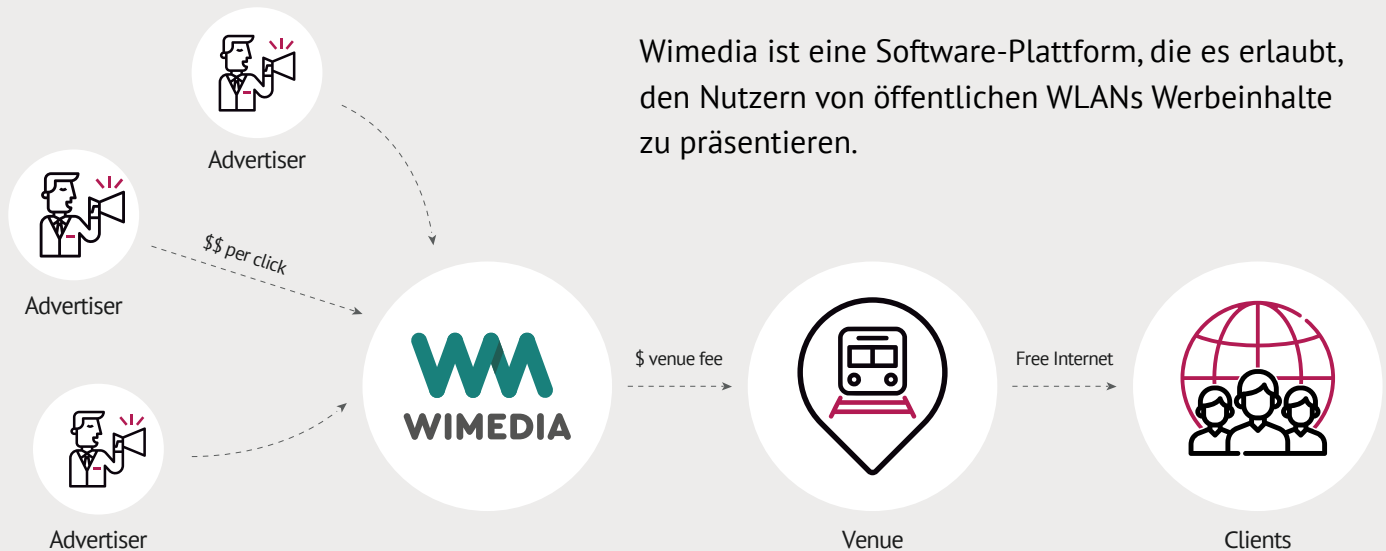 Wimedia ist eine Software-Plattform, die es erlaubt,
den Nutzern von öffentlichen WLANs Werbeinhalte
zu präsentieren.
Advertiser
Advertiser
$$ per click
WIMEDIA
$ venue fee
Free Internet
Advertiser
Venue
Clients